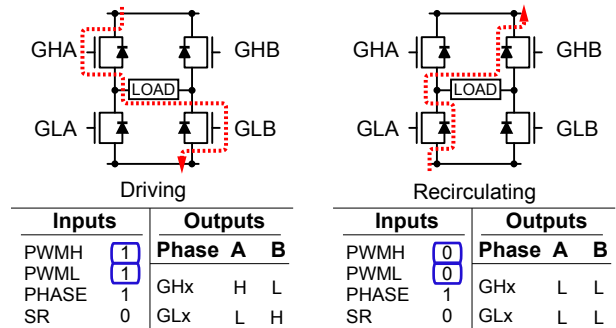 GHA GHB
LOAD
GLA GLB
Driving
Inputs Outputs
PWMH 1 Phase A B
PWML 1
PHASE 1 GHx H L
SR 0 GLx L H
GHA GHB
LOAD
GLA GLB
Recirculating
Inputs Outputs
PWMH 0 Phase A B
PWML 0
PHASE 1 GHx L L
SR 0 GLx L L